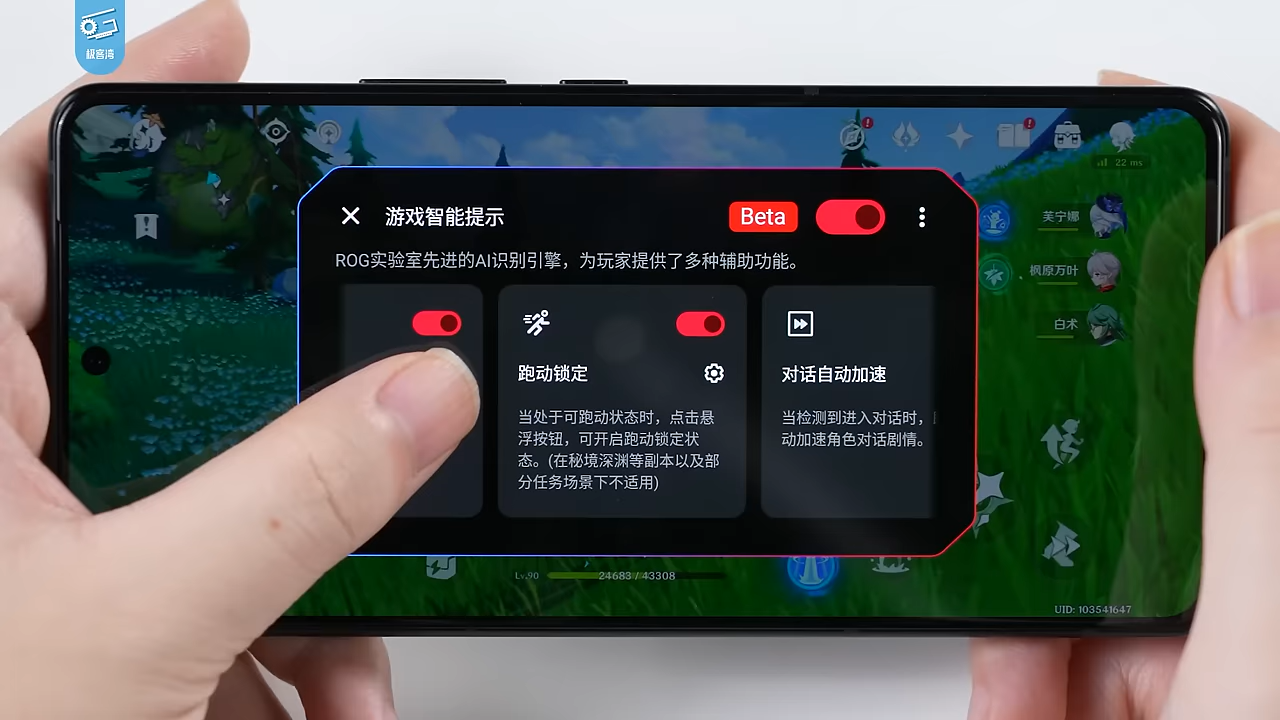 极客湾
22 ms
游戏智能提示
Beta
ROG实验室先进的AI识别引擎，为玩家提供了多种辅助功能。
芙宁娜
枫原万叶
白术
跑动锁定
当处于可跑动状态时，点击悬
浮按钮，可开启跑动锁定状
态。(在秘境深渊等副本以及部
分任务场景下不适用)
对话自动加速
当检测到进入对话时，
动加速角色对话剧情。
Lv.90
24683 / 43308
UID: 103541647